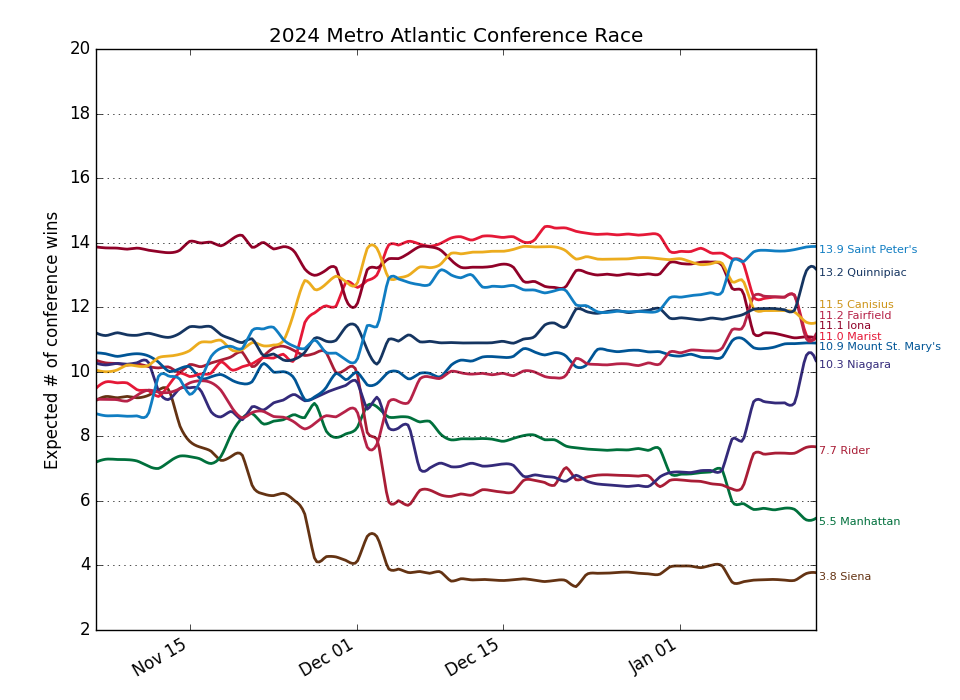 2024 Metro Atlantic Conference Race
Expected # of conference wins
20
18
16
14
12
10
8
6
4
2
13.9 Saint Peter's
13.2 Quinnipiac
11.5 Canisius
11.2 Fairfield
11.1 Iona
11.0 Marist
10.9 Mount St. Mary's
10.3 Niagara
7.7 Rider
5.5 Manhattan
3.8 Siena
Nov 15
Dec 01
Dec 15
Jan 01